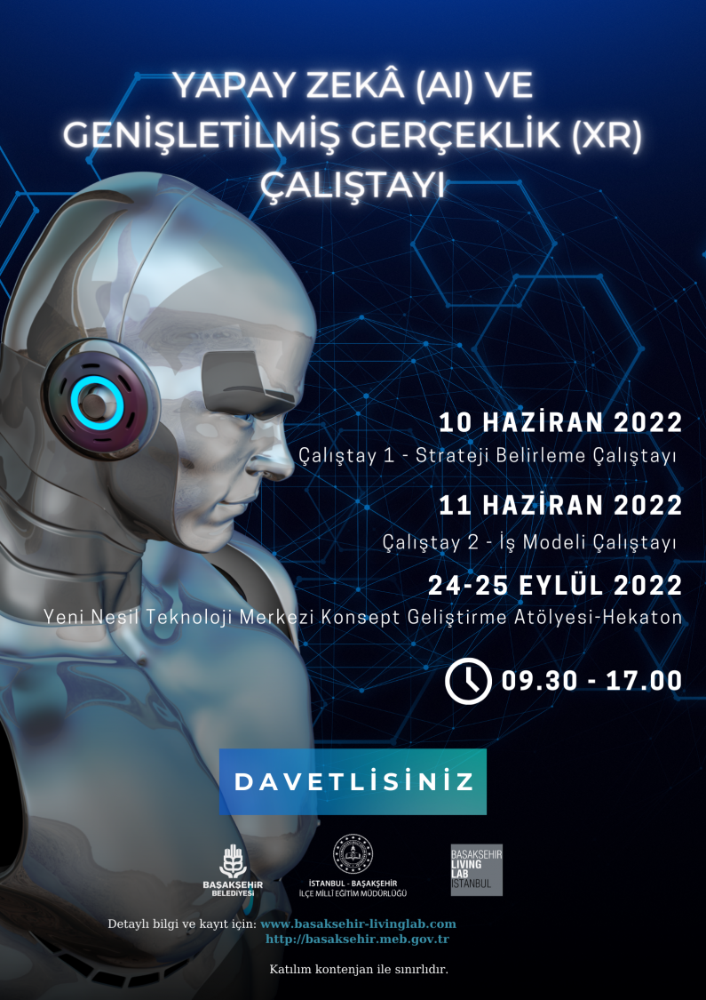 YAPAY ZEKÂ (AI) VE
GENİŞLETİLMİŞ GERÇEKLİK (XR)
ÇALIŞTAYI
10 HAZİRAN 2022
Çalıştay 1 - Strateji Belirleme Çalıştayı
11 HAZİRAN 2022
Çalıştay 2 - İş Modeli Çalıştayı
24-25 EYLÜL 2022
Yeni Nesil Teknoloji Merkezi Konsept Geliştirme Atölyesi-Hekaton
09.30 - 17.00
DAVETLİSİNİZ
BAŞAKŞEHİR
BELEDİYESİ
İSTANBUL - BAŞAKŞEHİR
İLÇE MİLLÎ EĞİTİM MÜDÜRLÜĞÜ
BAŞAKŞEHIR
LIVING
LAB
ISTANBUL
Detaylı bilgi ve kayıt için: www.basaksehir-livinglab.com
http://basaksehir.meb.gov.tr
Katılım kontenjan ile sınırlıdır.